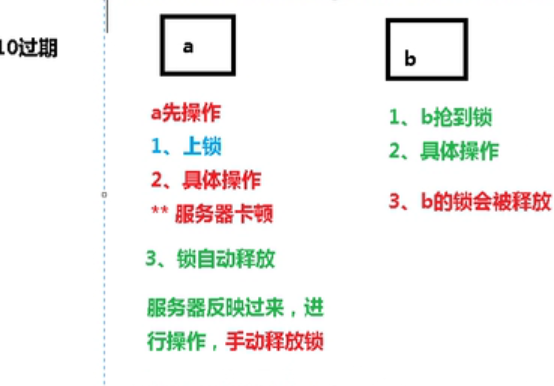 10过期
a
a先操作
1、上锁
2、具体操作
** 服务器卡顿
3、锁自动释放
服务器反映过来，进
行操作，手动释放锁
b
1、b抢到锁
2、具体操作
3、b的锁会被释放